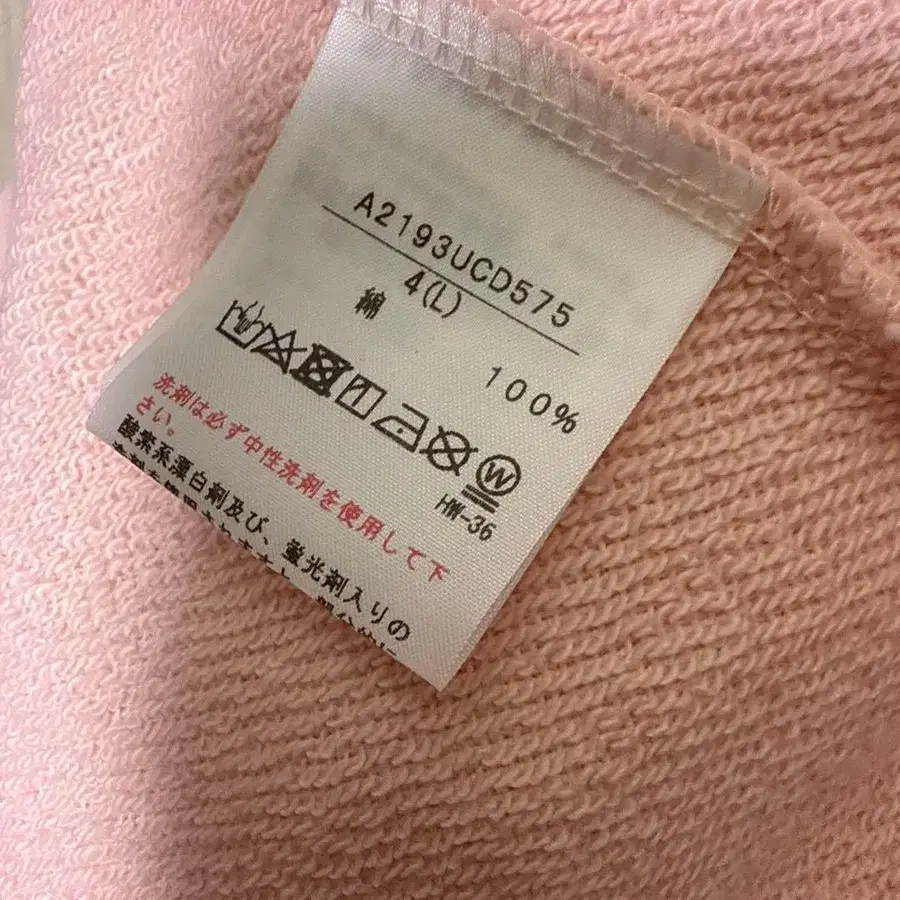 A2193UCD575
4(L)
綿 100%
W
HW-36
洗剤は必ず中性洗剤を使用して下
さい。
酸素系漂白剤及び、蛍光剤入りの